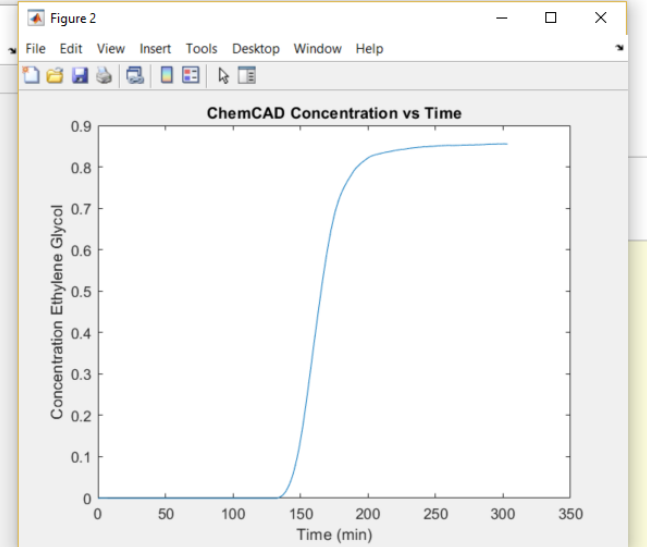 Figure 2
File Edit View Insert Tools Desktop Window Help
ChemCAD Concentration vs Time
0.9
0.8
0.7
0.6
0.5
0.4
0.3
0.2
0.1
0
Concentration Ethylene Glycol
0 50 100 150 200 250 300 350
Time (min)